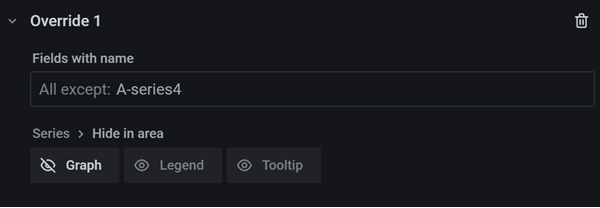 Override 1
Fields with name
All except: A-series4
Series > Hide in area
Graph Legend Tooltip